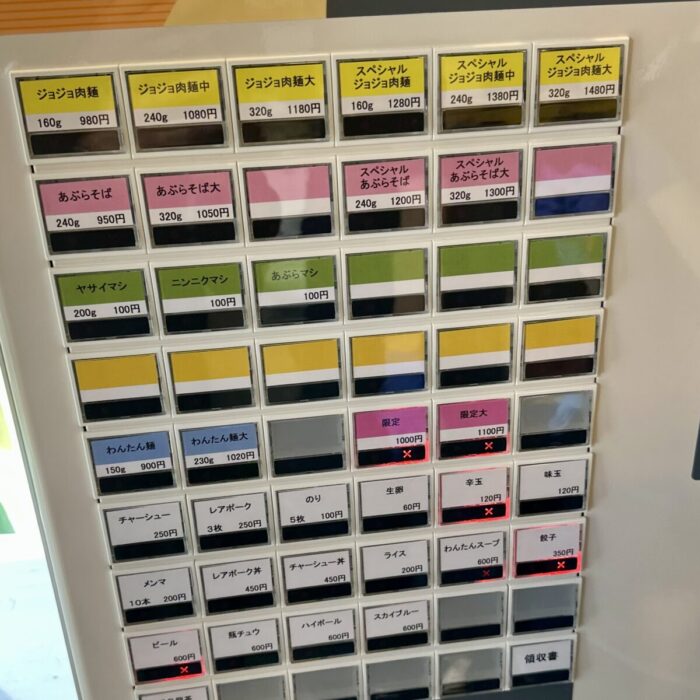 ジョジョ肉麺
160g 980円
ジョジョ肉麺中
240g 1080円
ジョジョ肉麺大
320g 1180円
スペシャル
ジョジョ肉麺
160g 1280円
スペシャル
ジョジョ肉麺中
240g 1380円
スペシャル
ジョジョ肉麺大
320g 1480円
あぶらそば
240g 950円
あぶらそば大
320g 1050円
スペシャル
あぶらそば
240g 1200円
スペシャル
あぶらそば大
320g 1300円
ヤサイマシ
200g 100円
ニンニクマシ
100円
あぶらマシ
100円
わんたん麺
150g 900円
わんたん麺大
230g 1020円
限定
1000円
×
限定大
1100円
×
チャーシュー
250円
レアポーク
3枚 250円
のり
5枚 100円
生卵
60円
辛玉
120円
×
味玉
120円
メンマ
10本 200円
レアポーク丼
450円
チャーシュー丼
450円
ライス
200円
わんたんスープ
600円
×
餃子
350円
×
ビール
600円
×
瓶チュウ
600円
ハイボール
600円
スカイブルー
600円
領収書